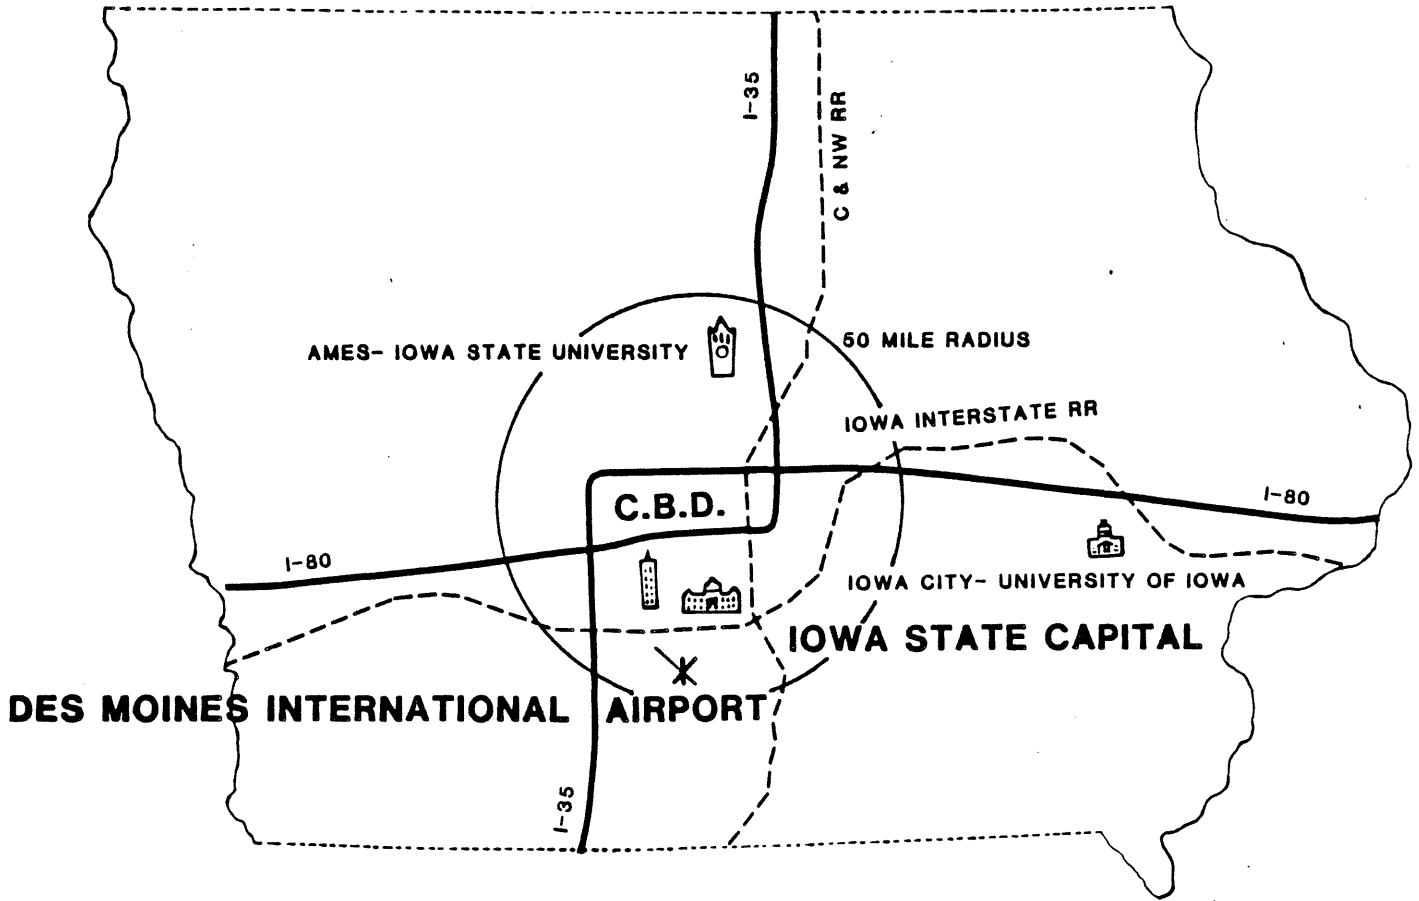 I-35
C & NW RR
AMES- IOWA STATE UNIVERSITY
50 MILE RADIUS
IOWA INTERSTATE RR
C.B.D.
I-80
I-80
IOWA CITY- UNIVERSITY OF IOWA
IOWA STATE CAPITAL
DES MOINES INTERNATIONAL AIRPORT
I-35